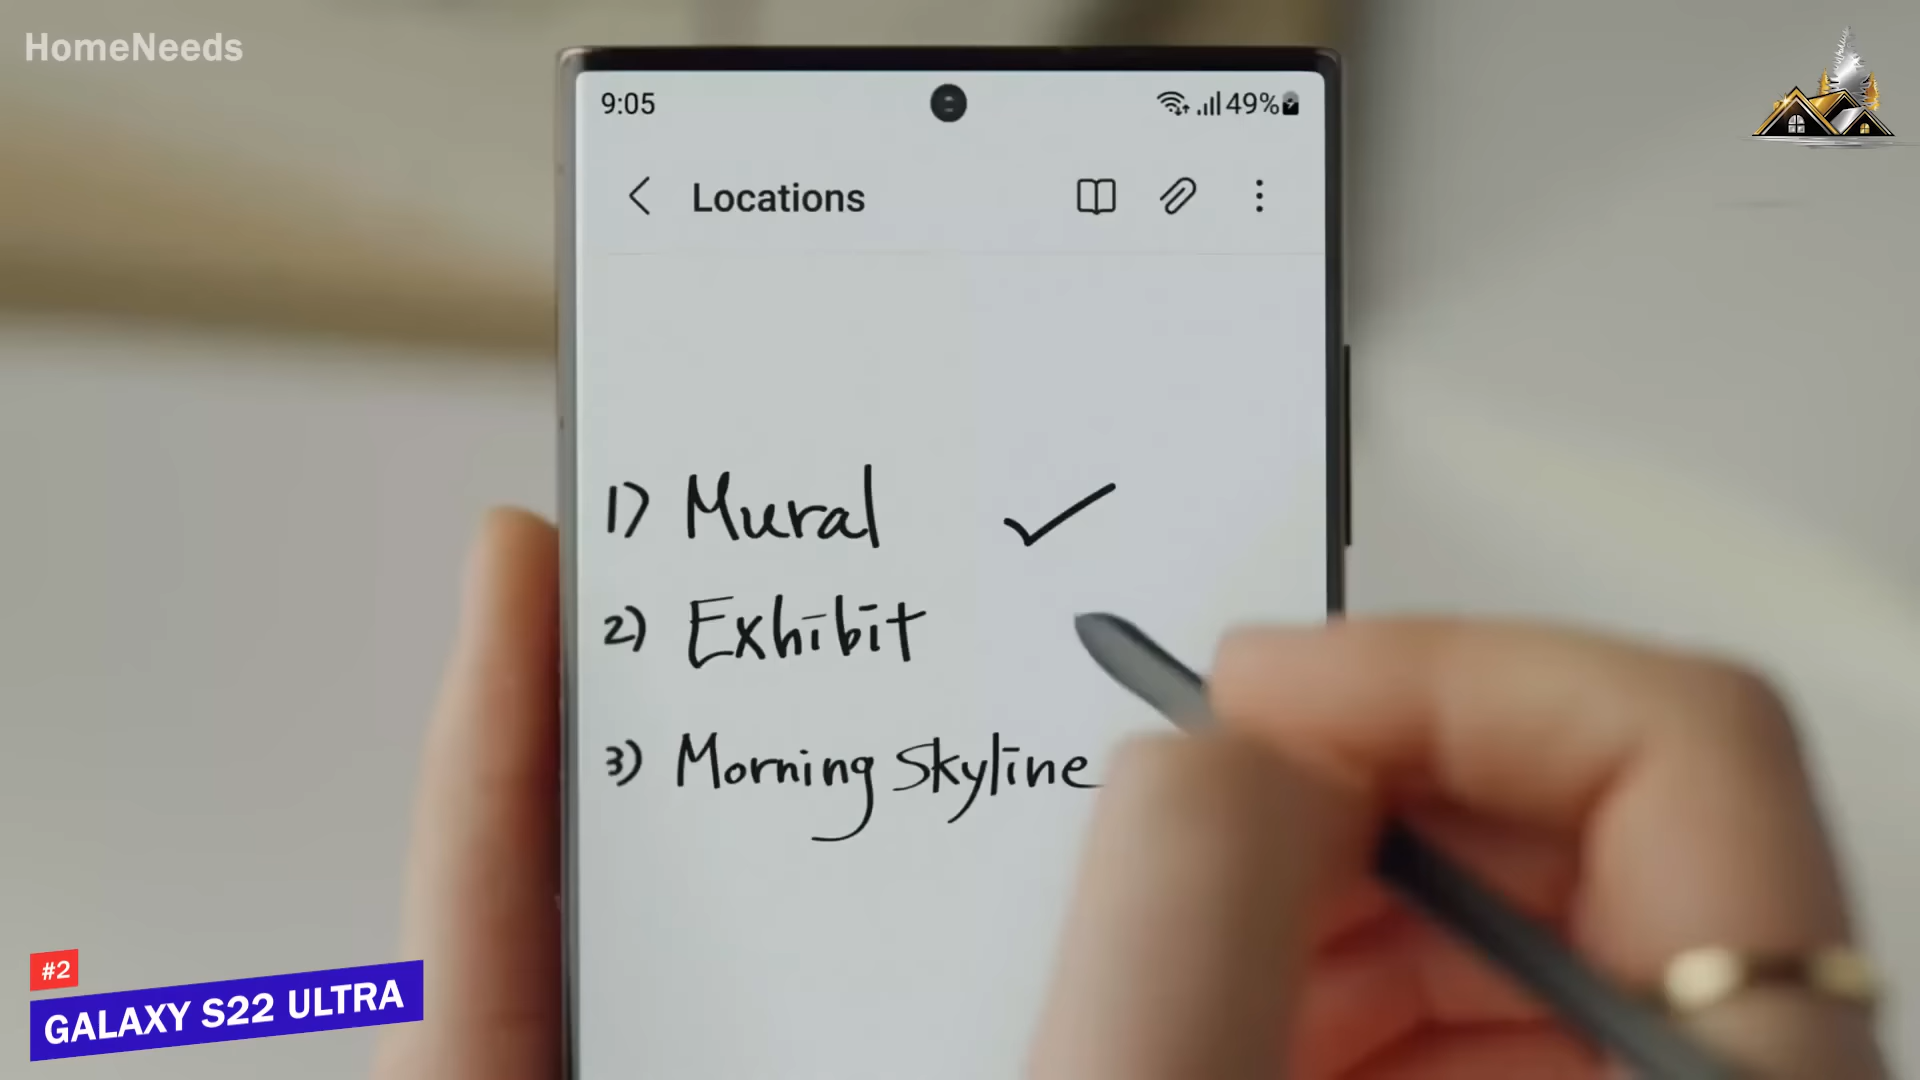 HomeNeeds
9:05 49%
Locations
1) Mural ✓
2) Exhibit
3) Morning Skyline
#2
GALAXY S22 ULTRA